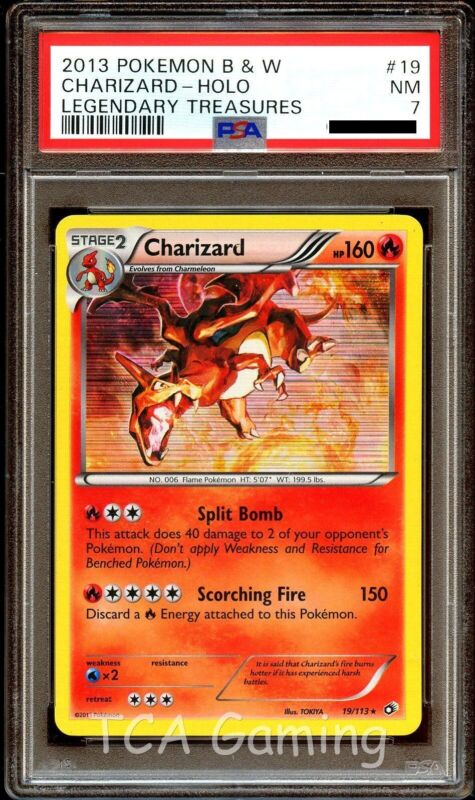 2013 POKEMON B & W #19
CHARIZARD - HOLO NM
LEGENDARY TREASURES 7
PSA
STAGE2 Charizard HP160
Evolves from Charmeleon
NO. 006 Flame Pokémon HT: 5'07" WT: 199.5 lbs.
Split Bomb
This attack does 40 damage to 2 of your opponent's
Pokémon. (Don't apply Weakness and Resistance for
Benched Pokémon.)
Scorching Fire 150
Discard a Energy attached to this Pokémon.
weakness resistance
×2
retreat
It is said that Charizard's fire burns
hotter if it has experienced harsh
battles.
Illus. TOKIYA 19/113
TCA Gaming
PSA